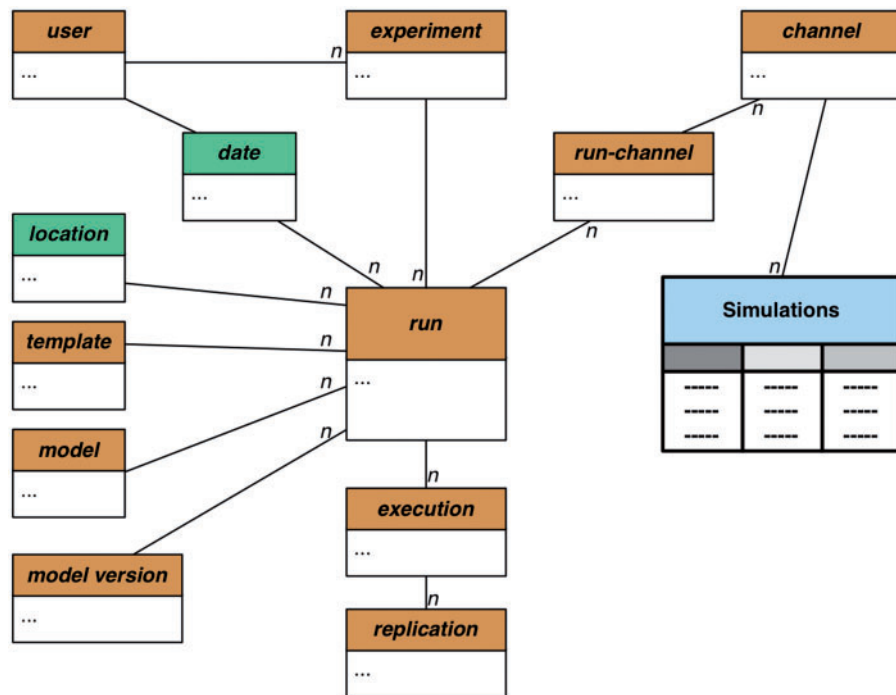 user
...
n
experiment
...
channel
...
n
date
...
run-channel
...
n
location
...
n
n
n
n
Simulations
----- ----- -----
----- ----- -----
----- ----- -----
run
...
template
...
n
n
n
model
...
n
execution
...
model version
...
n
replication
...